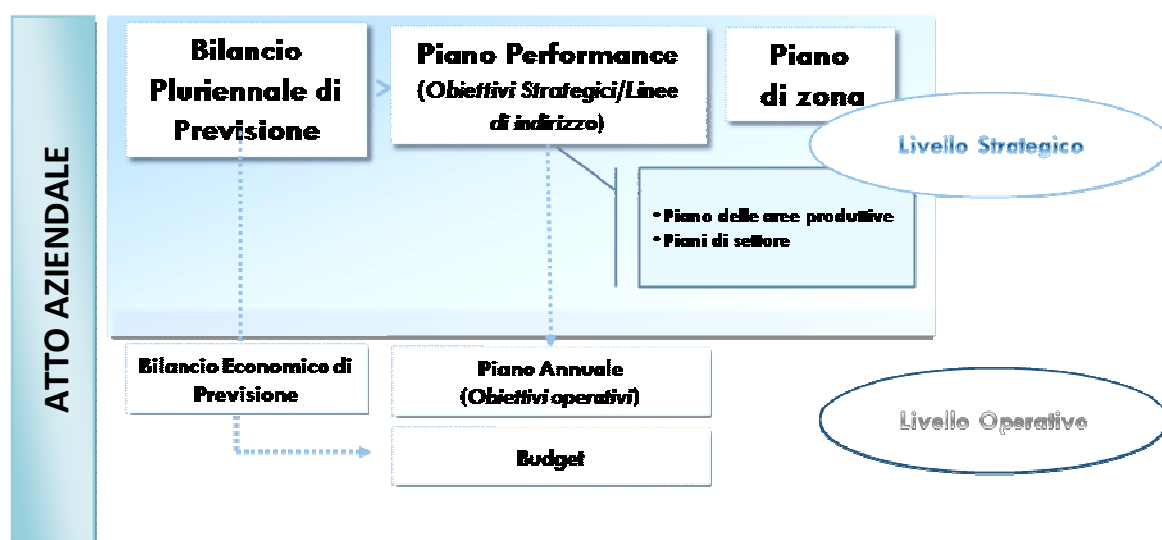 ATTO AZIENDALE
Bilancio
Pluriennale di
Previsione
>
Piano Performance
(Obiettivi Strategici/Linee
di indirizzo)
Piano
di zona
Livello Strategico
• Piano delle aree produttive
• Piani di settore
Bilancio Economico di
Previsione
Piano Annuale
(Obiettivi operativi)
Livello Operativo
Budget